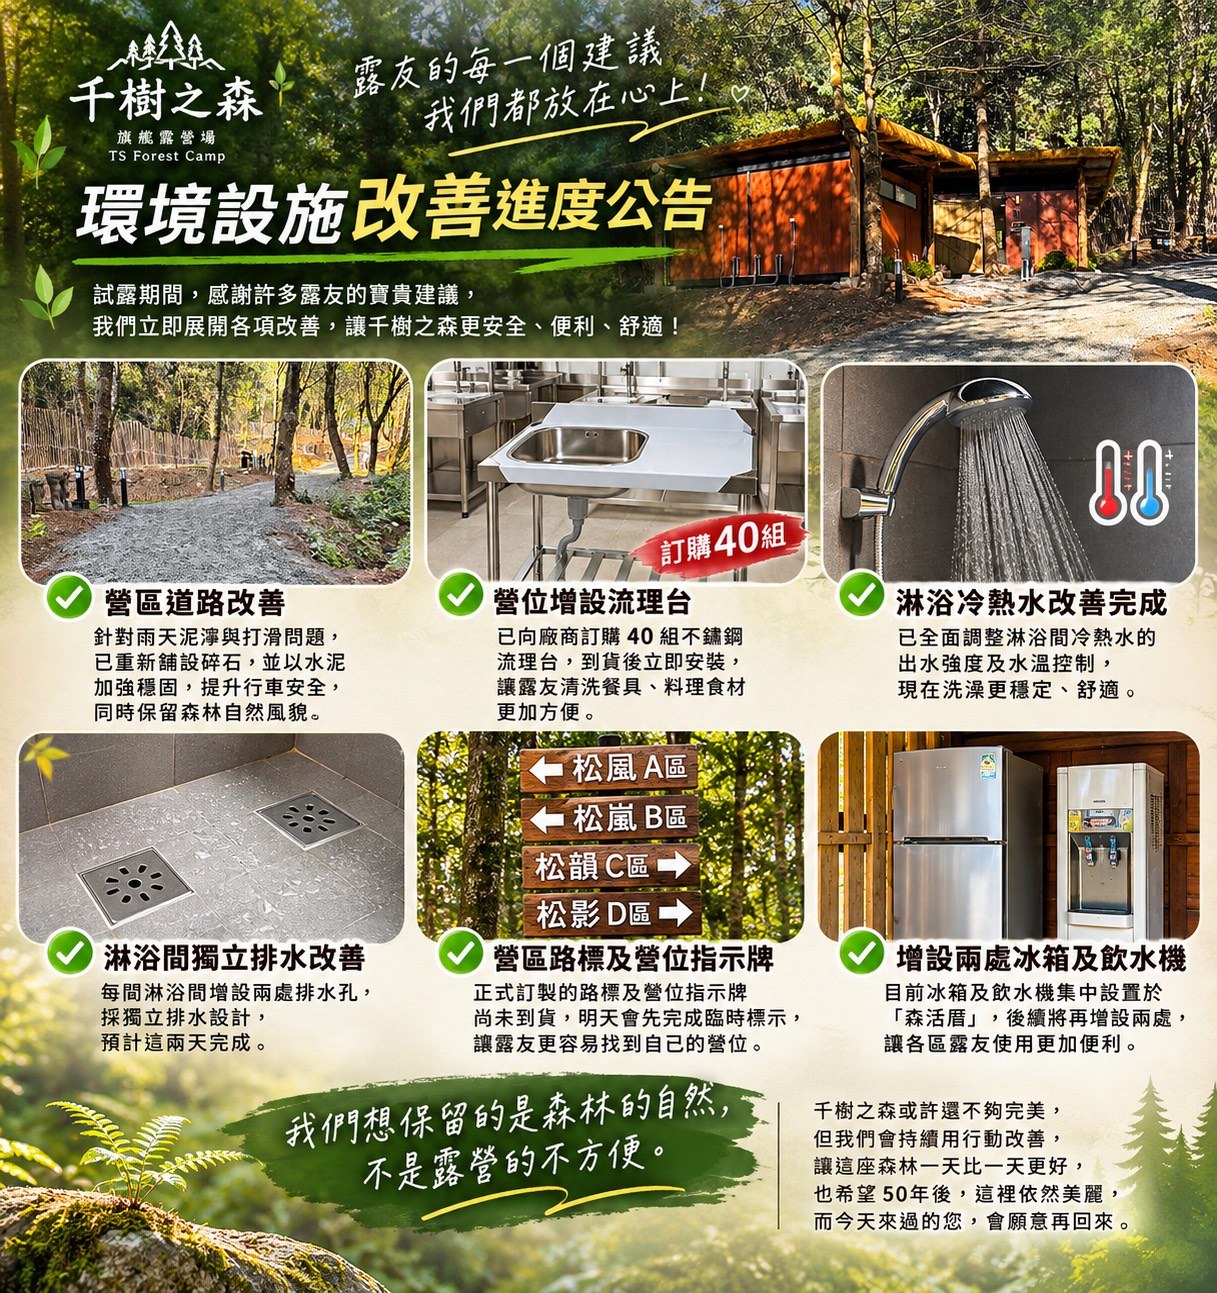 千樹之森
旗艦露營場
TS Forest Camp
露友的每一個建議
我們都放在心上!
環境設施改善進度公告
試露期間，感謝許多露友的寶貴建議，
我們立即展開各項改善，讓千樹之森更安全、便利、舒適！
營區道路改善
針對雨天泥濘與打滑問題，
已重新舖設碎石，並以水泥
加強穩固，提升行車安全，
同時保留森林自然風貌。
訂購40組
營位增設流理台
已向廠商訂購 40 組不鏽鋼
流理台，到貨後立即安裝，
讓露友清洗餐具、料理食材
更加方便。
淋浴冷熱水改善完成
已全面調整淋浴間冷熱水的
出水強度及水溫控制，
現在洗澡更穩定、舒適。
淋浴間獨立排水改善
每間淋浴間增設兩處排水孔，
採獨立排水設計，
預計這兩天完成。
松風 A區
松嵐 B區
松韻 C區
松影 D區
營區路標及營位指示牌
正式訂製的路標及營位指示牌
尚未到貨，明天會先完成臨時標示，
讓露友更容易找到自己的營位。
增設兩處冰箱及飲水機
目前冰箱及飲水機集中設置於
「森活厝」，後續將再增設兩處，
讓各區露友使用更加便利。
我們想保留的是森林的自然，
不是露營的不方便。
千樹之森或許還不夠完美，
但我們會持續用行動改善，
讓這座森林一天比一天更好，
也希望 50年後，這裡依然美麗，
而今天來過的您，會願意再回來。